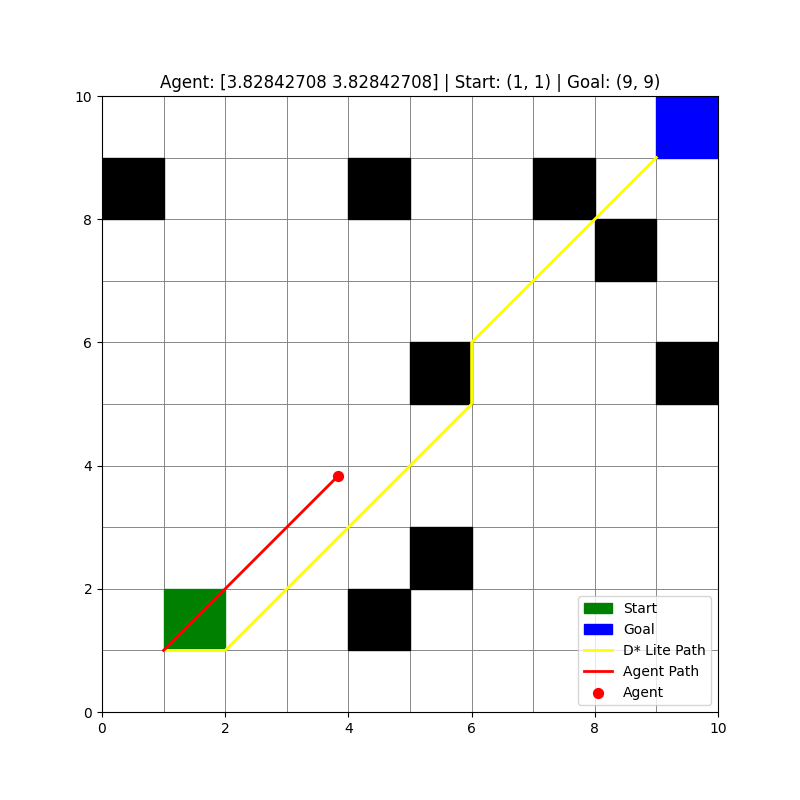 Agent: [3.82842708 3.82842708] | Start: (1, 1) | Goal: (9, 9)
10
8
6
4
2
0
0 2 4 6 8 10
Start
Goal
D* Lite Path
Agent Path
Agent